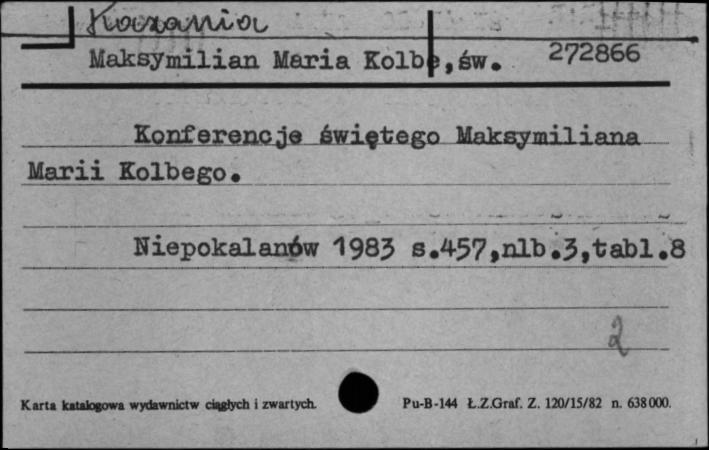 Kazania
Maksymilian Maria Kolbe,św. 272866
Konferencje świętego Maksymiliana
Marii Kolbego.
Niepokalanów 1983 s.457,nlb.3,tabl.8
2
Karta katalogowa wydawnictw ciągłych i zwartych. Pu-B-144 Ł.Z.Graf. Z. 120/15/82 n. 638000.